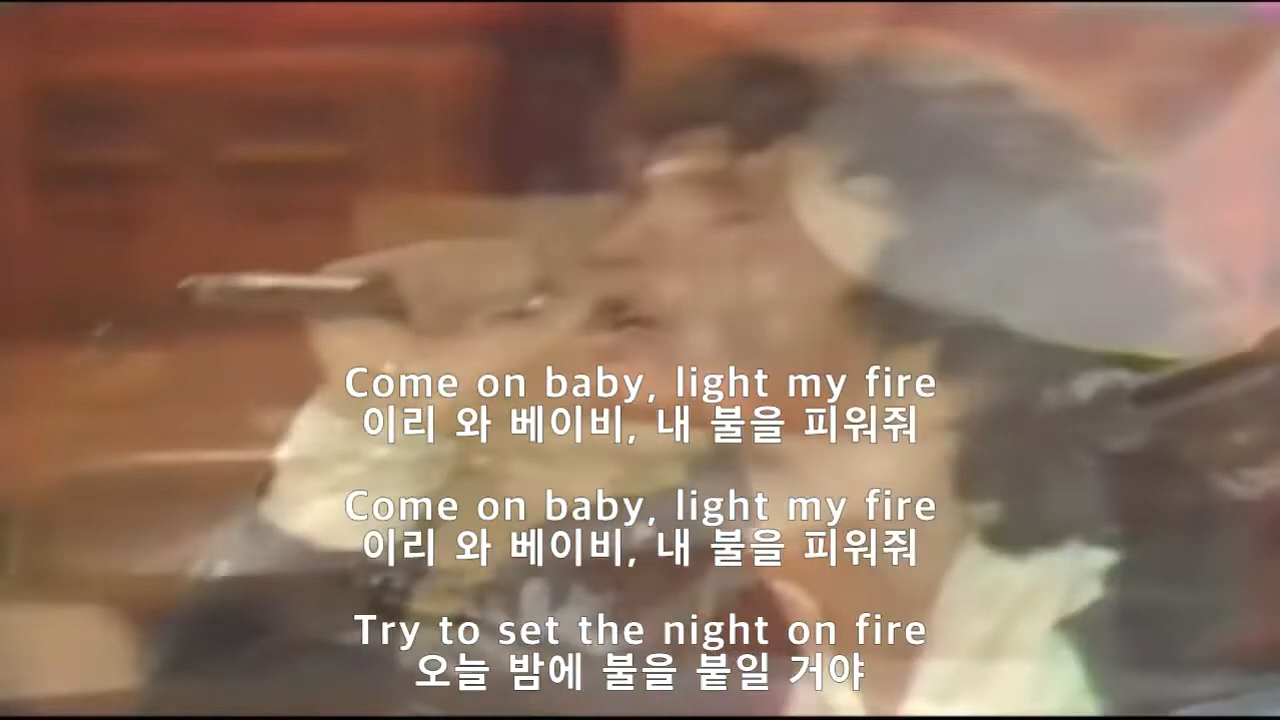 Come on baby, light my fire
이리 와 베이비, 내 불을 피워줘
Come on baby, light my fire
이리 와 베이비, 내 불을 피워줘
Try to set the night on fire
오늘 밤에 불을 붙일 거야